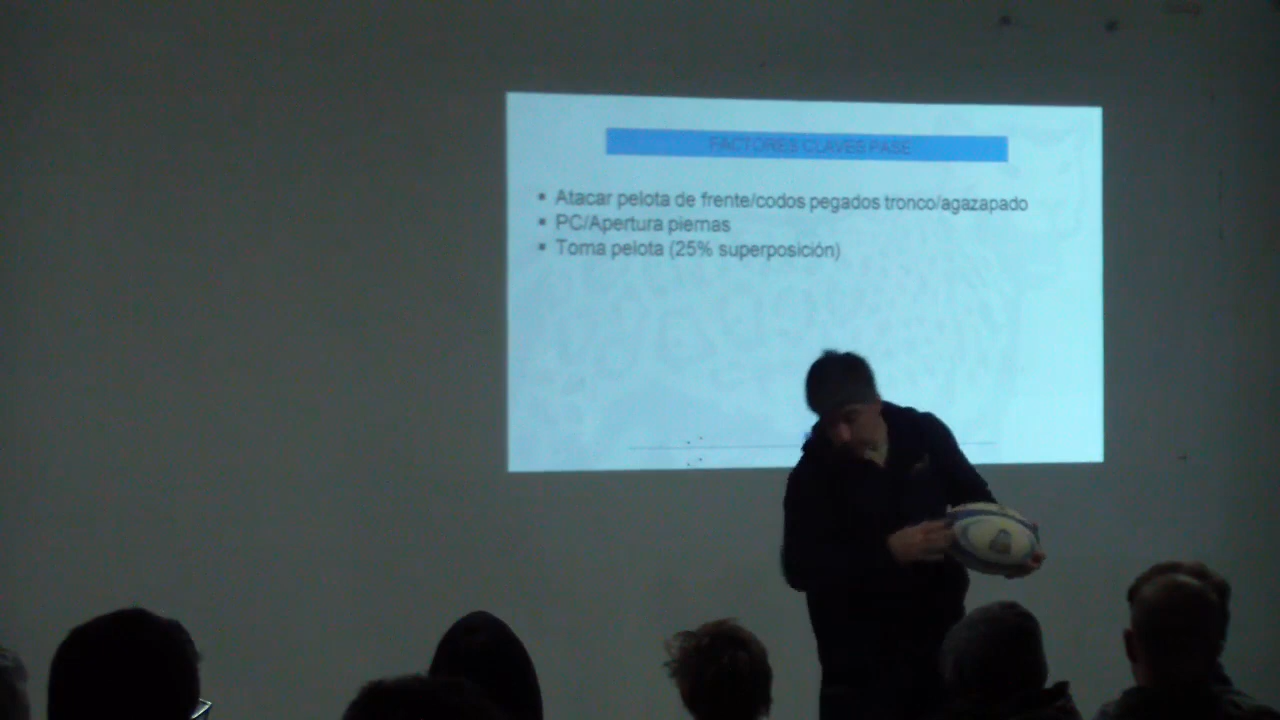 FACTORES CLAVES PASE
Atacar pelota de frente/codos pegados tronco/agazapado
PC/Apertura piernas
Toma pelota (25% superposición)